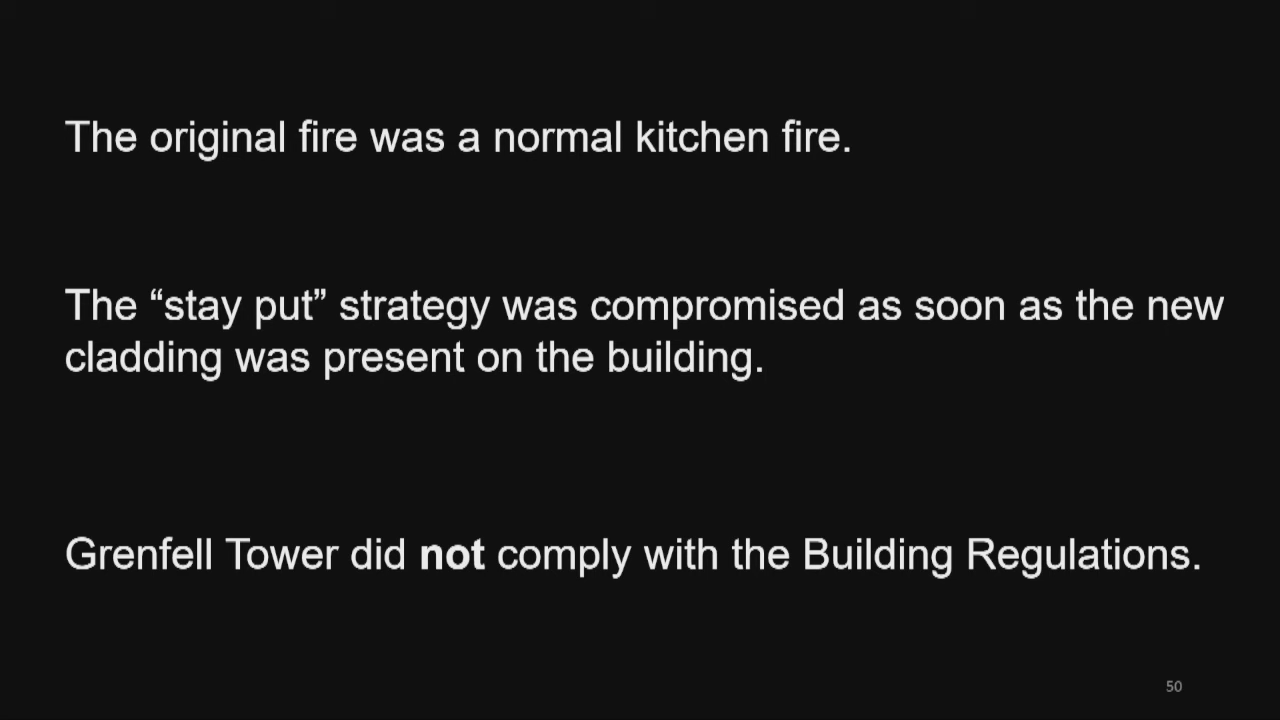 The original fire was a normal kitchen fire.
The “stay put” strategy was compromised as soon as the new
cladding was present on the building.
Grenfell Tower did not comply with the Building Regulations.
50